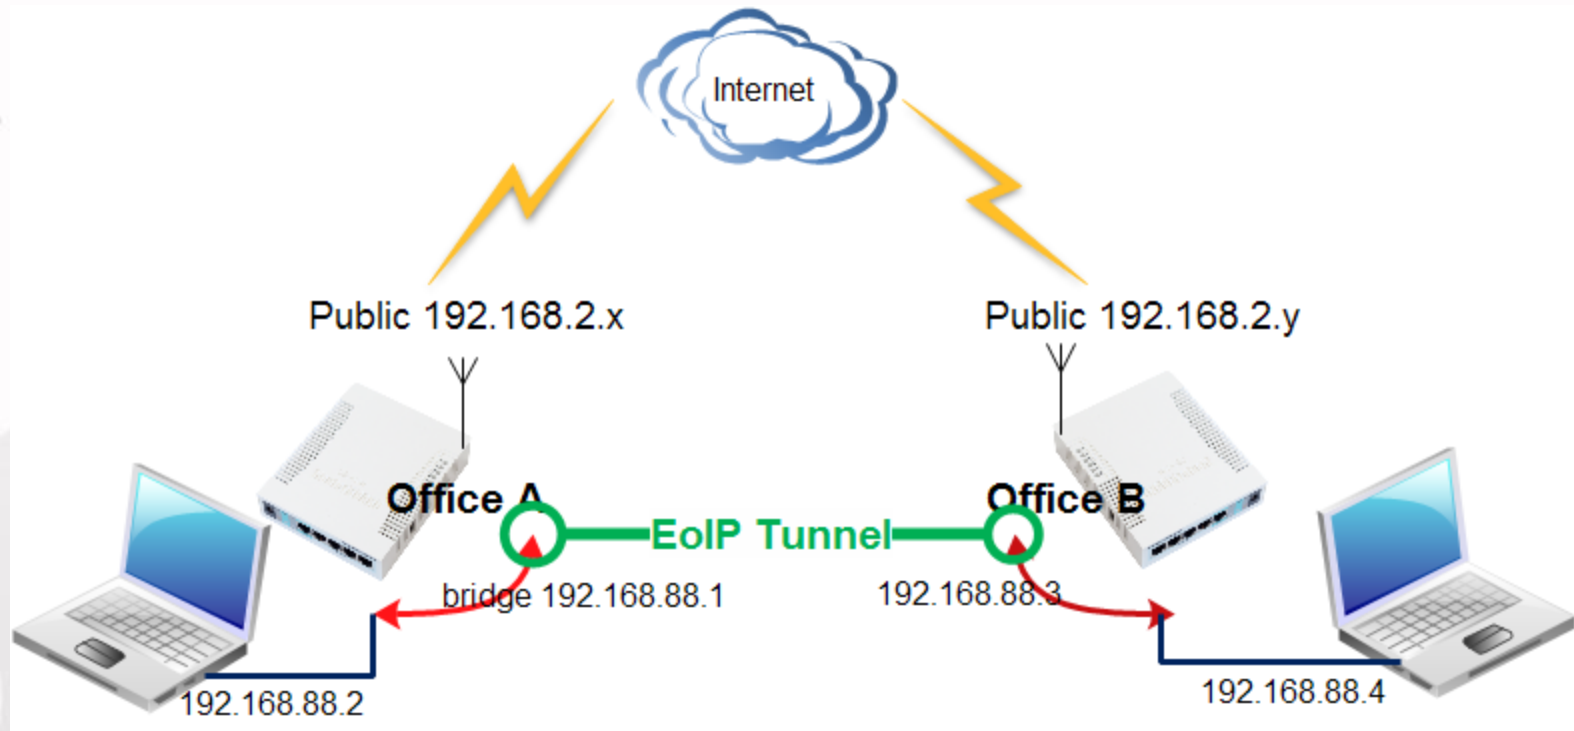 Internet
Public 192.168.2.x
Public 192.168.2.y
Office A
Office B
EoIP Tunnel
bridge 192.168.88.1
192.168.88.3
192.168.88.2
192.168.88.4